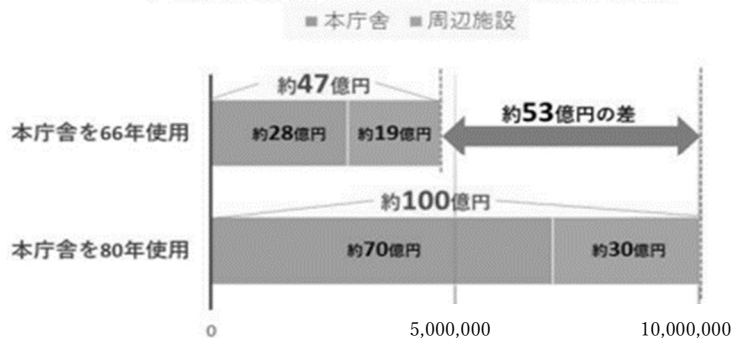 ■本庁舎 ■周辺施設
約47億円
本庁舎を66年使用
約28億円
約19億円
約53億円の差
約100億円
本庁舎を80年使用
約70億円
約30億円
0
5,000,000
10,000,000